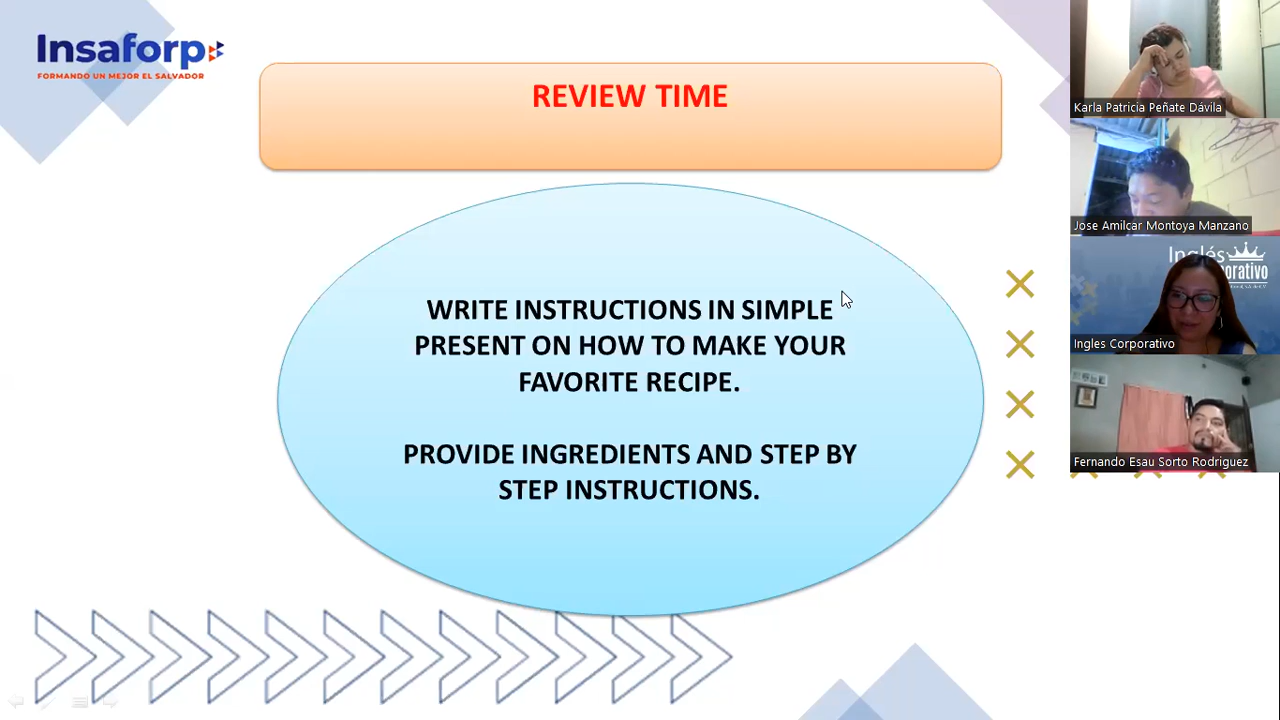 Insaforp
FORMANDO UN MEJOR EL SALVADOR
REVIEW TIME
WRITE INSTRUCTIONS IN SIMPLE
PRESENT ON HOW TO MAKE YOUR
FAVORITE RECIPE.
PROVIDE INGREDIENTS AND STEP BY
STEP INSTRUCTIONS.
Karla Patricia Peñate Dávila
Jose Amilcar Montoya Manzano
Inglés
Ingles Corporativo
Fernando Esau Sorto Rodriguez